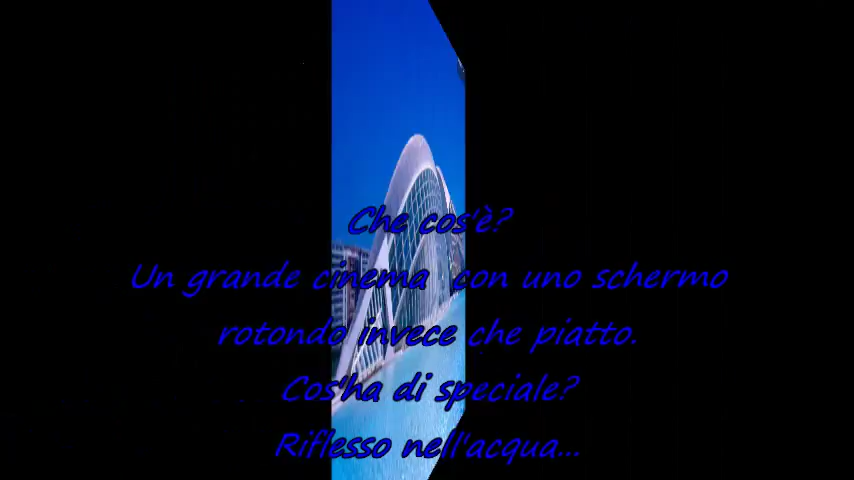 Che cos'è?
Un grande cinema con uno schermo
rotondo invece che piatto.
Cos'ha di speciale?
Riflesso nell'acqua...